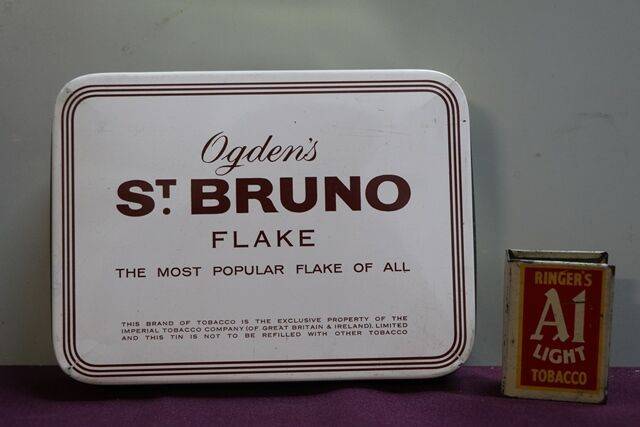 Ogden's
ST. BRUNO
FLAKE
THE MOST POPULAR FLAKE OF ALL
THIS BRAND OF TOBACCO IS THE EXCLUSIVE PROPERTY OF THE
IMPERIAL TOBACCO COMPANY (OF GREAT BRITAIN & IRELAND), LIMITED
AND THIS TIN IS NOT TO BE REFILLED WITH OTHER TOBACCO
RINGER'S
A1
LIGHT
TOBACCO